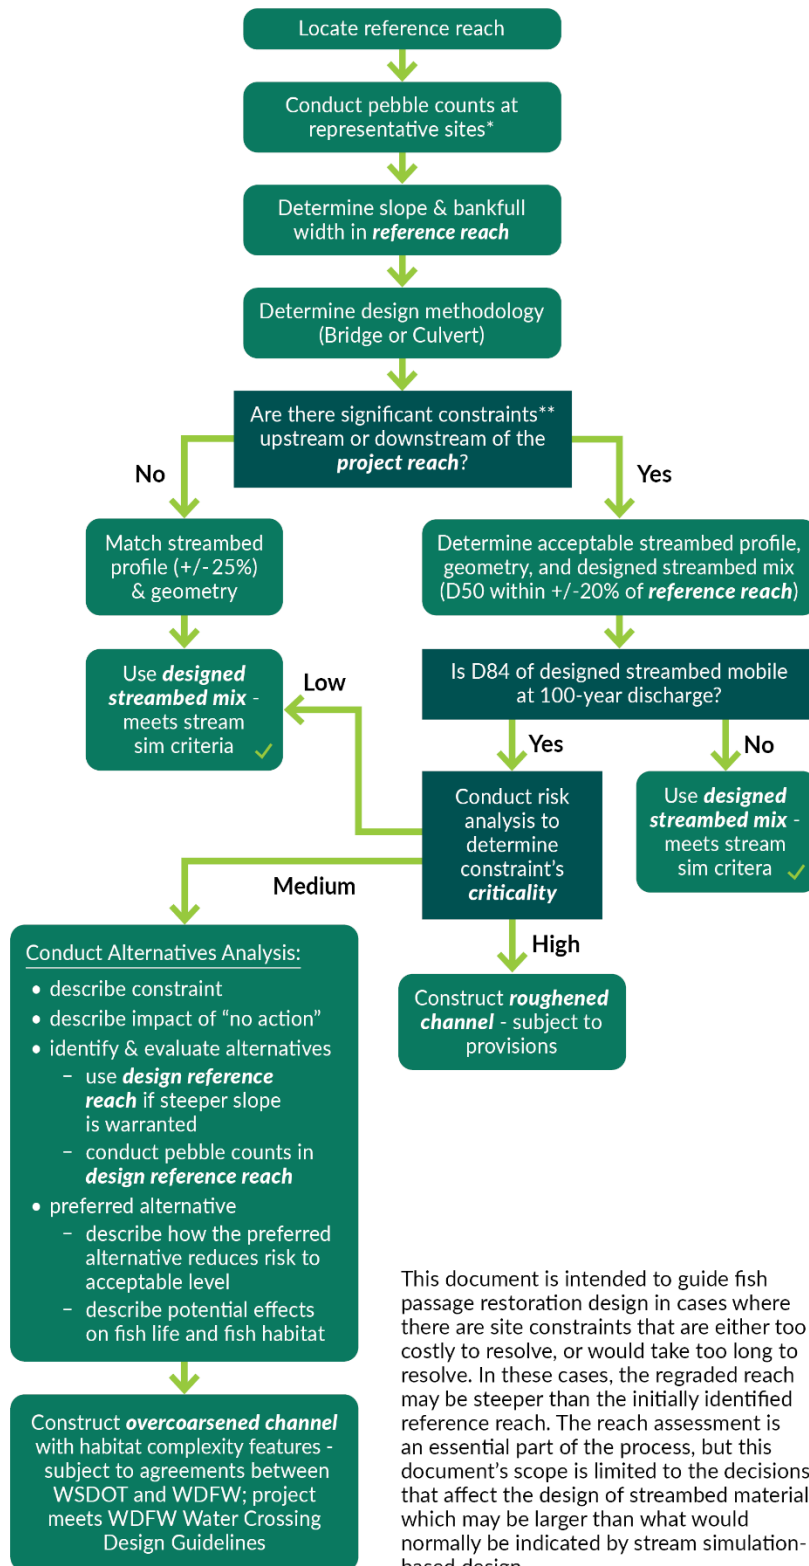 Locate reference reach
Conduct pebble counts at
representative sites*
Determine slope & bankfull
width in reference reach
Determine design methodology
(Bridge or Culvert)
Are there significant constraints**
upstream or downstream of the
project reach?
No
Yes
Match streambed
profile (+/- 25%)
& geometry
Determine acceptable streambed profile,
geometry, and designed streambed mix
(D50 within +/-20% of reference reach)
Use designed
streambed mix -
meets stream
sim criteria ✓
Low
Is D84 of designed streambed mobile
at 100-year discharge?
Yes
No
Conduct risk
analysis to
determine
constraint’s
criticality
Use designed
streambed mix -
meets stream
sim critera ✓
Medium
High
Construct roughened
channel - subject to
provisions
Conduct Alternatives Analysis:
• describe constraint
• describe impact of “no action”
• identify & evaluate alternatives
– use design reference
reach if steeper slope
is warranted
– conduct pebble counts in
design reference reach
• preferred alternative
– describe how the preferred
alternative reduces risk to
acceptable level
– describe potential effects
on fish life and fish habitat
Construct overcoarsened channel
with habitat complexity features -
subject to agreements between
WSDOT and WDFW; project
meets WDFW Water Crossing
Design Guidelines
This document is intended to guide fish
passage restoration design in cases where
there are site constraints that are either too
costly to resolve, or would take too long to
resolve. In these cases, the regraded reach
may be steeper than the initially identified
reference reach. The reach assessment is
an essential part of the process, but this
document’s scope is limited to the decisions
that affect the design of streambed material
which may be larger than what would
normally be indicated by stream simulation-
based design